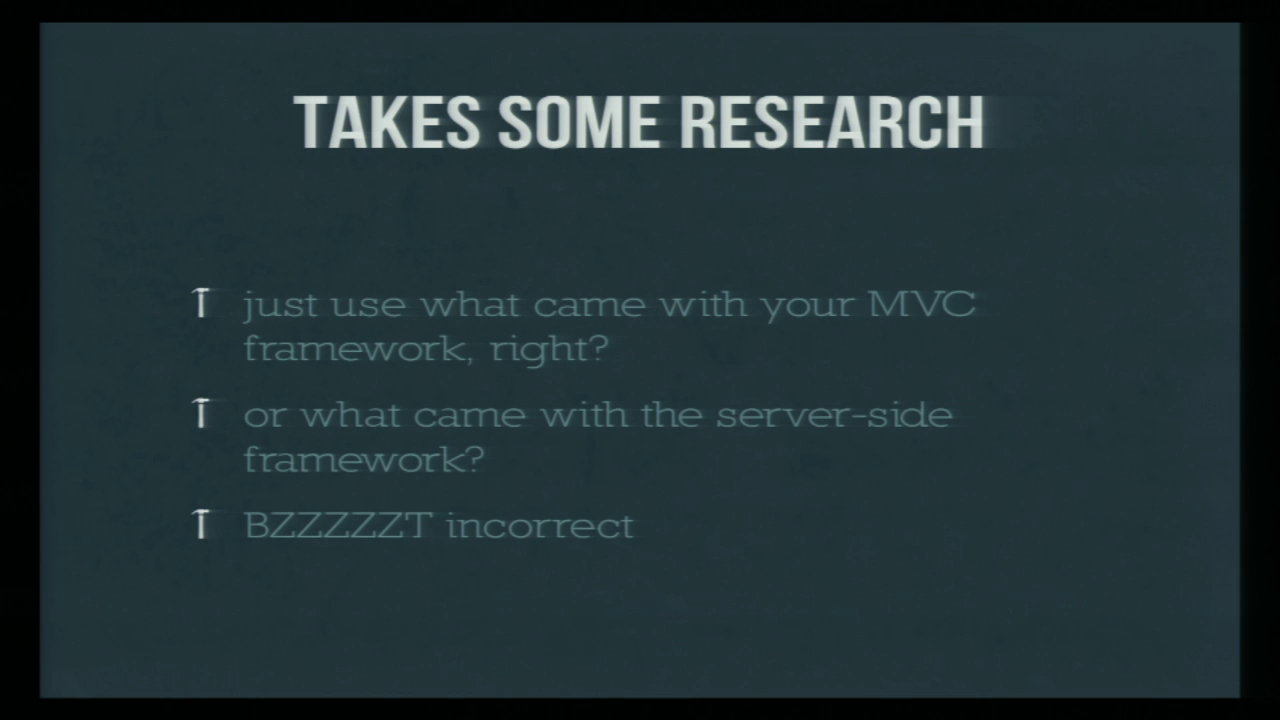 TAKES SOME RESEARCH
just use what came with your MVC
framework, right?
or what came with the server-side
framework?
BZZZZZT incorrect